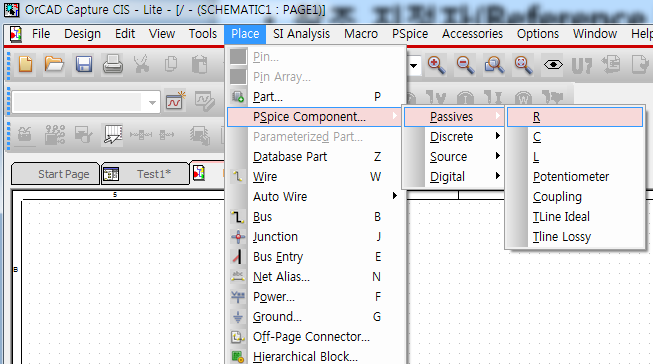 OrCAD Capture CIS - Lite - [/ - (SCHEMATIC1 : PAGE1)]
(Reference
File Design Edit View Tools Place SI Analysis Macro PSpice Accessories Options Window H
Pin...
Pin Array...
Part... P
PSpice Component...
Passives
R
Parameterized Part...
Discrete
C
Database Part Z
Source
L
Wire W
Digital
Potentiometer
Start Page
Test1*
Auto Wire
Coupling
Bus B
TLine Ideal
Junction J
Tline Lossy
Bus Entry E
Net Alias... N
Power... F
Ground... G
Off-Page Connector...
Hierarchical Block...
5
B
U?